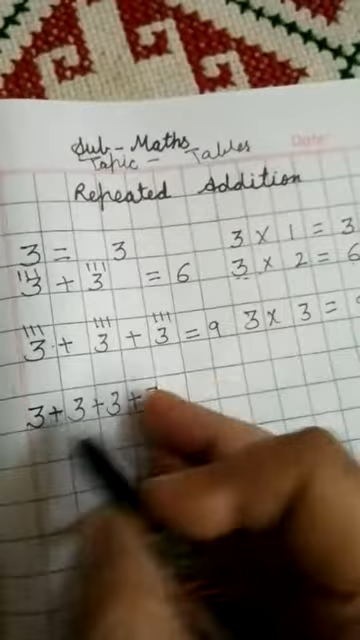 Date:
Sub - Maths
Topic - Tables
Repeated Addition
3 = 3 3 × 1 = 3
3 + 3 = 6 3 × 2 = 6
3 + 3 + 3 = 9 3 × 3 =
3 + 3 + 3 +